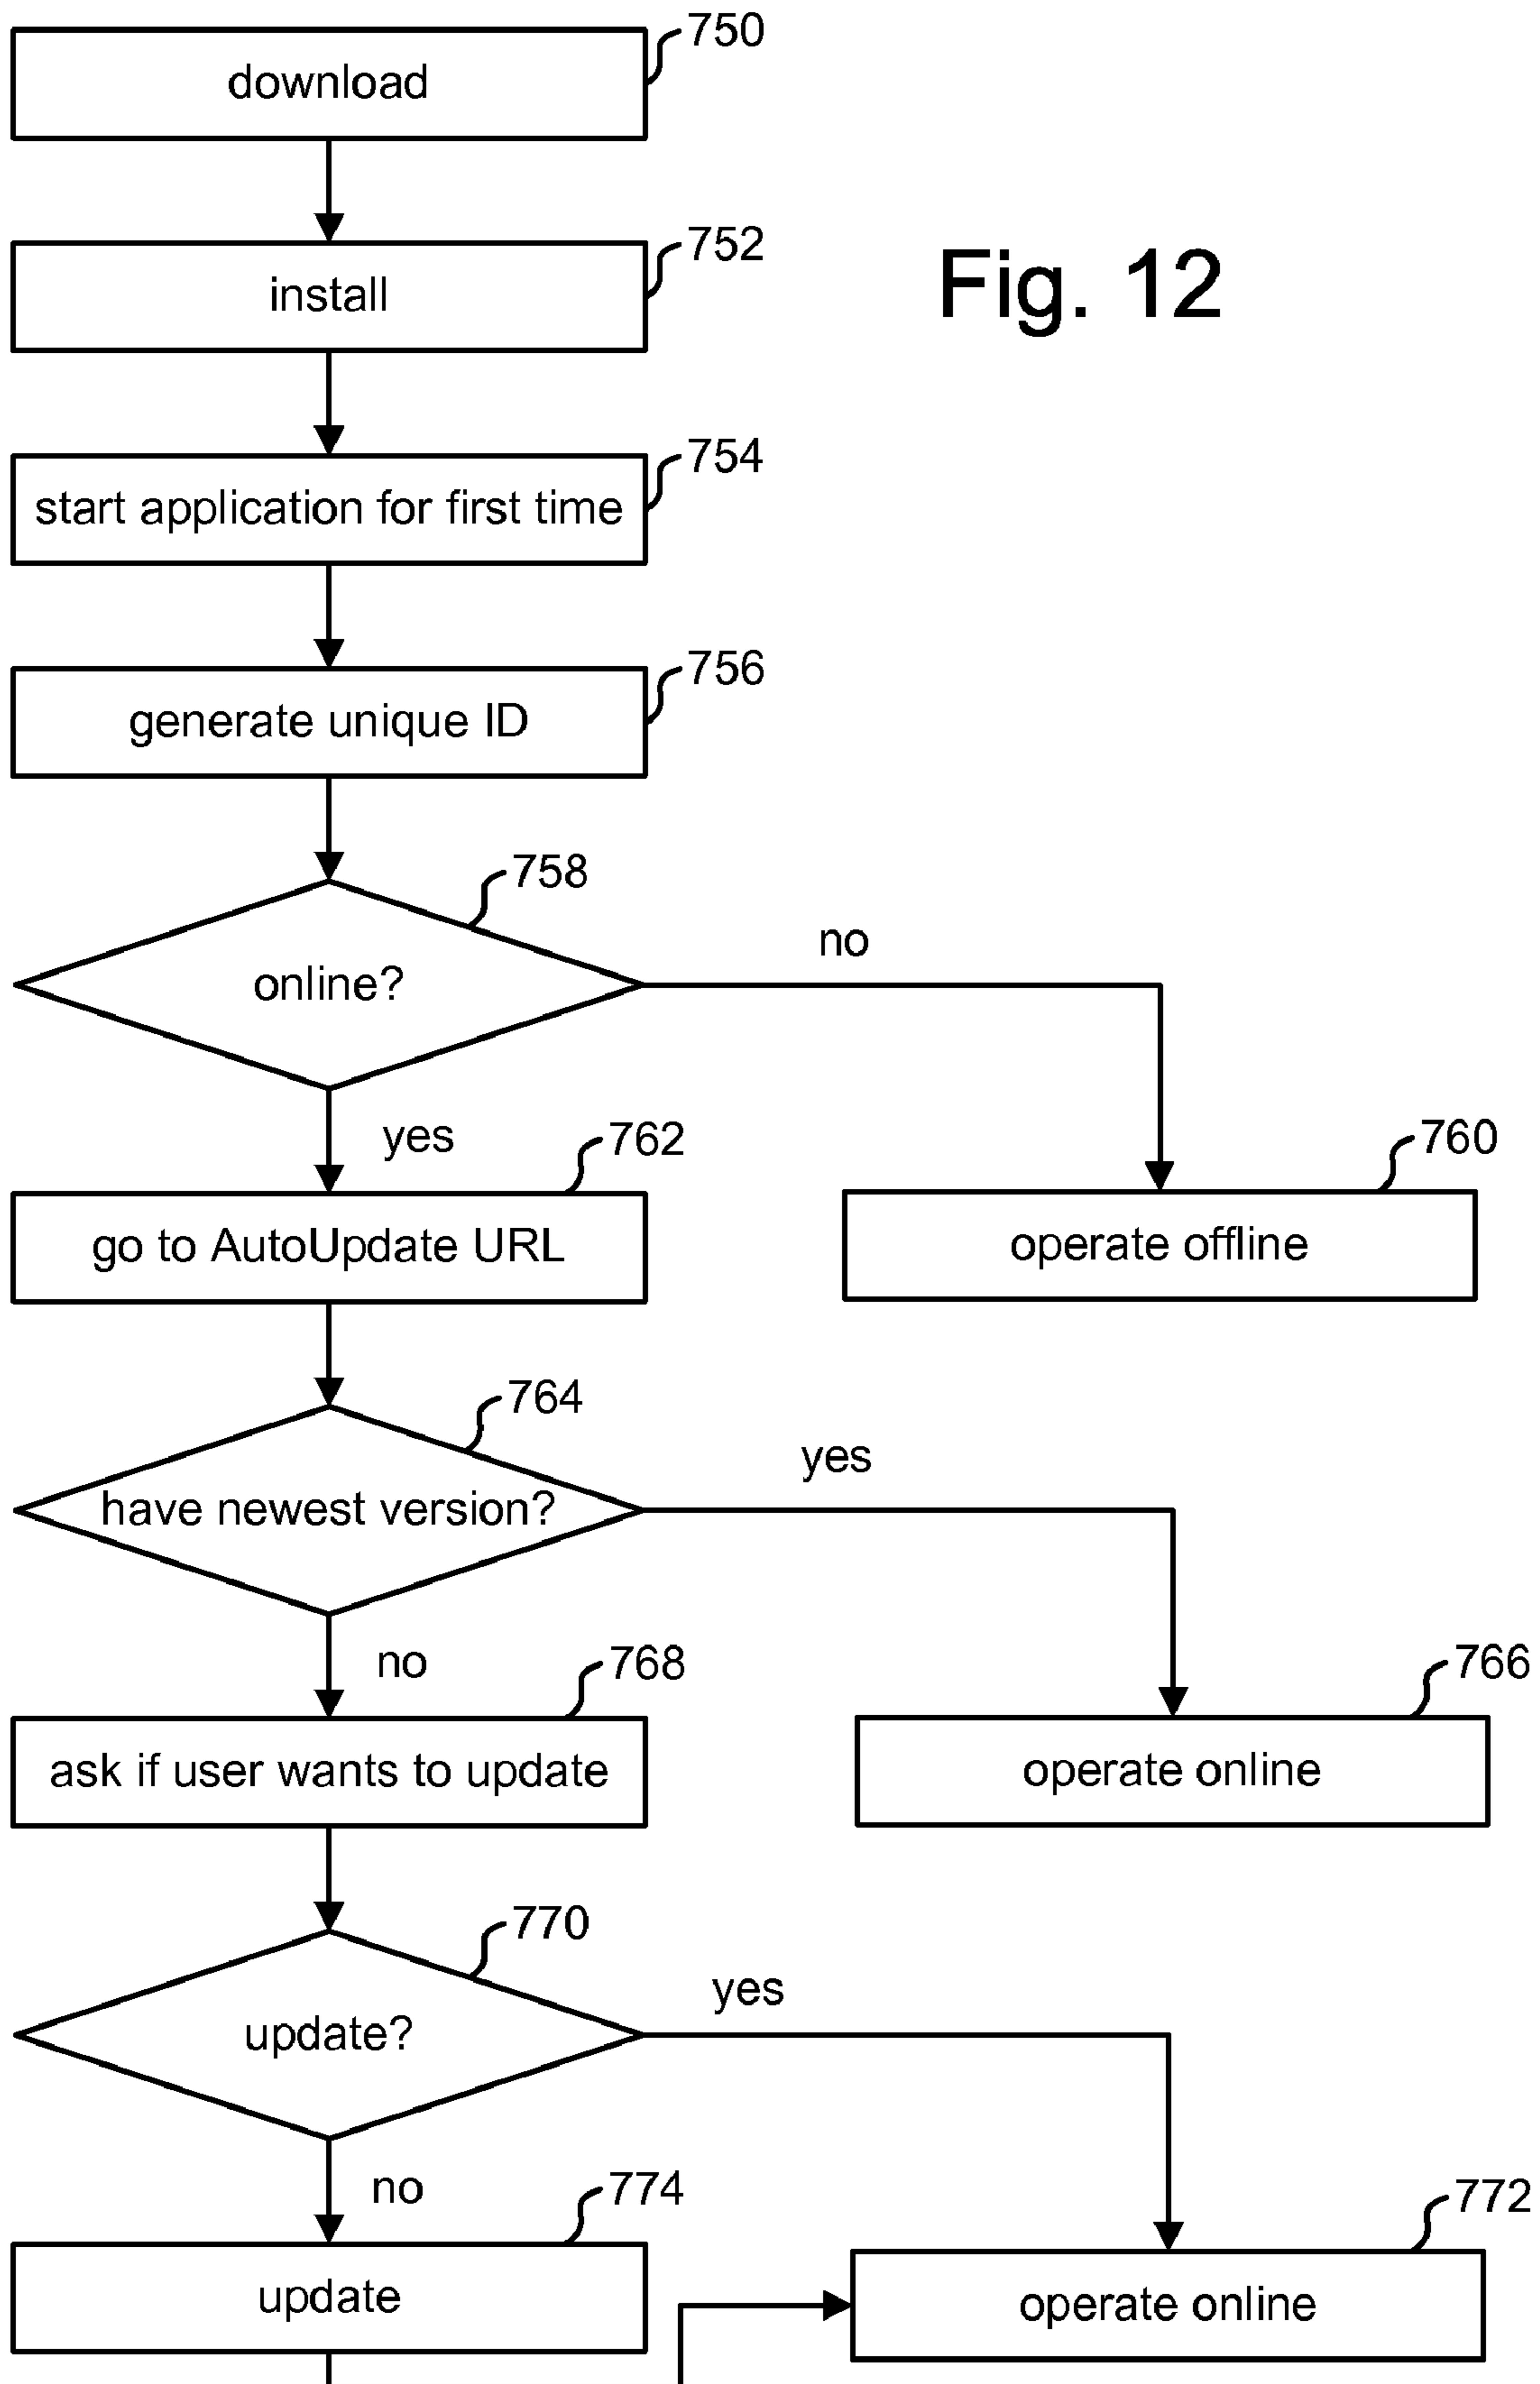 750
download
752
install
Fig. 12
754
start application for first time
756
generate unique ID
758
online?
no
yes
762
go to AutoUpdate URL
760
operate offline
764
have newest version?
yes
no
768
ask if user wants to update
766
operate online
770
update?
yes
no
774
update
772
operate online